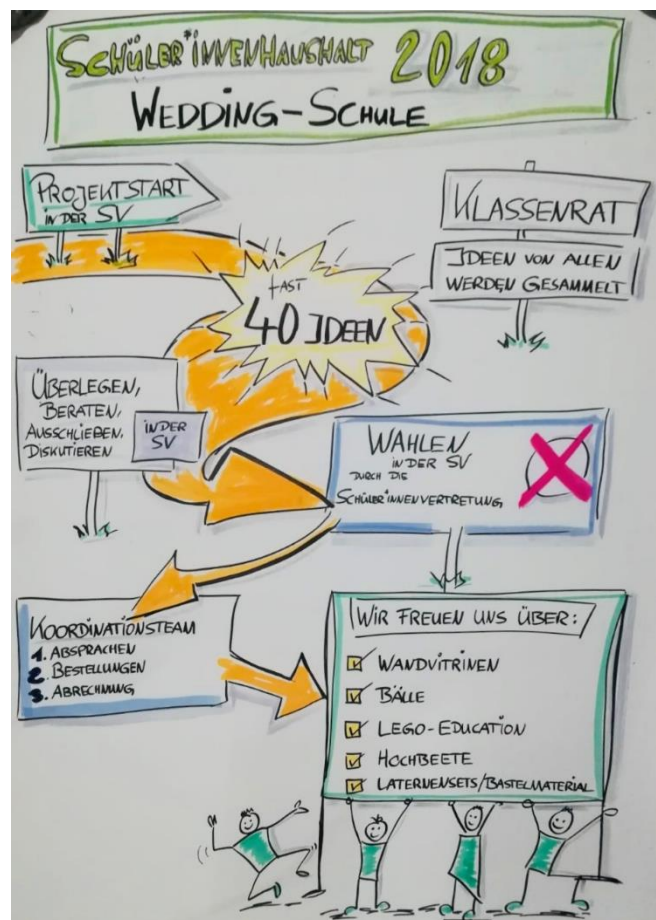 SCHÜLER*INNENHAUSHALT 2018
WEDDING-SCHULE
PROJEKTSTART
IN DER SV
KLASSENRAT
IDEEN VON ALLEN
WERDEN GESAMMELT
FAST
40 IDEEN
ÜBERLEGEN,
BERATEN,
AUSSCHLIEßEN,
DISKUTIEREN
IN DER
SV
WAHLEN
IN DER SV
DURCH DIE
SCHÜLER*INNENVERTRETUNG
KOORDINATIONSTEAM
1. ABSPRACHEN
2. BESTELLUNGEN
3. ABRECHNUNG
WIR FREUEN UNS ÜBER:
WANDVITRINEN
BÄLLE
LEGO-EDUCATION
HOCHBEETE
LATERNENSETS/BASTELMATERIAL